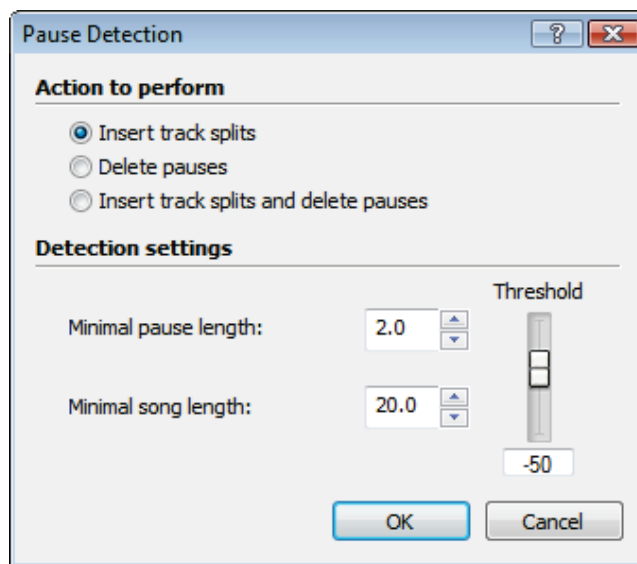 Pause Detection
Action to perform
Insert track splits
Delete pauses
Insert track splits and delete pauses
Detection settings
Threshold
Minimal pause length: 2.0
Minimal song length: 20.0
-50
OK Cancel